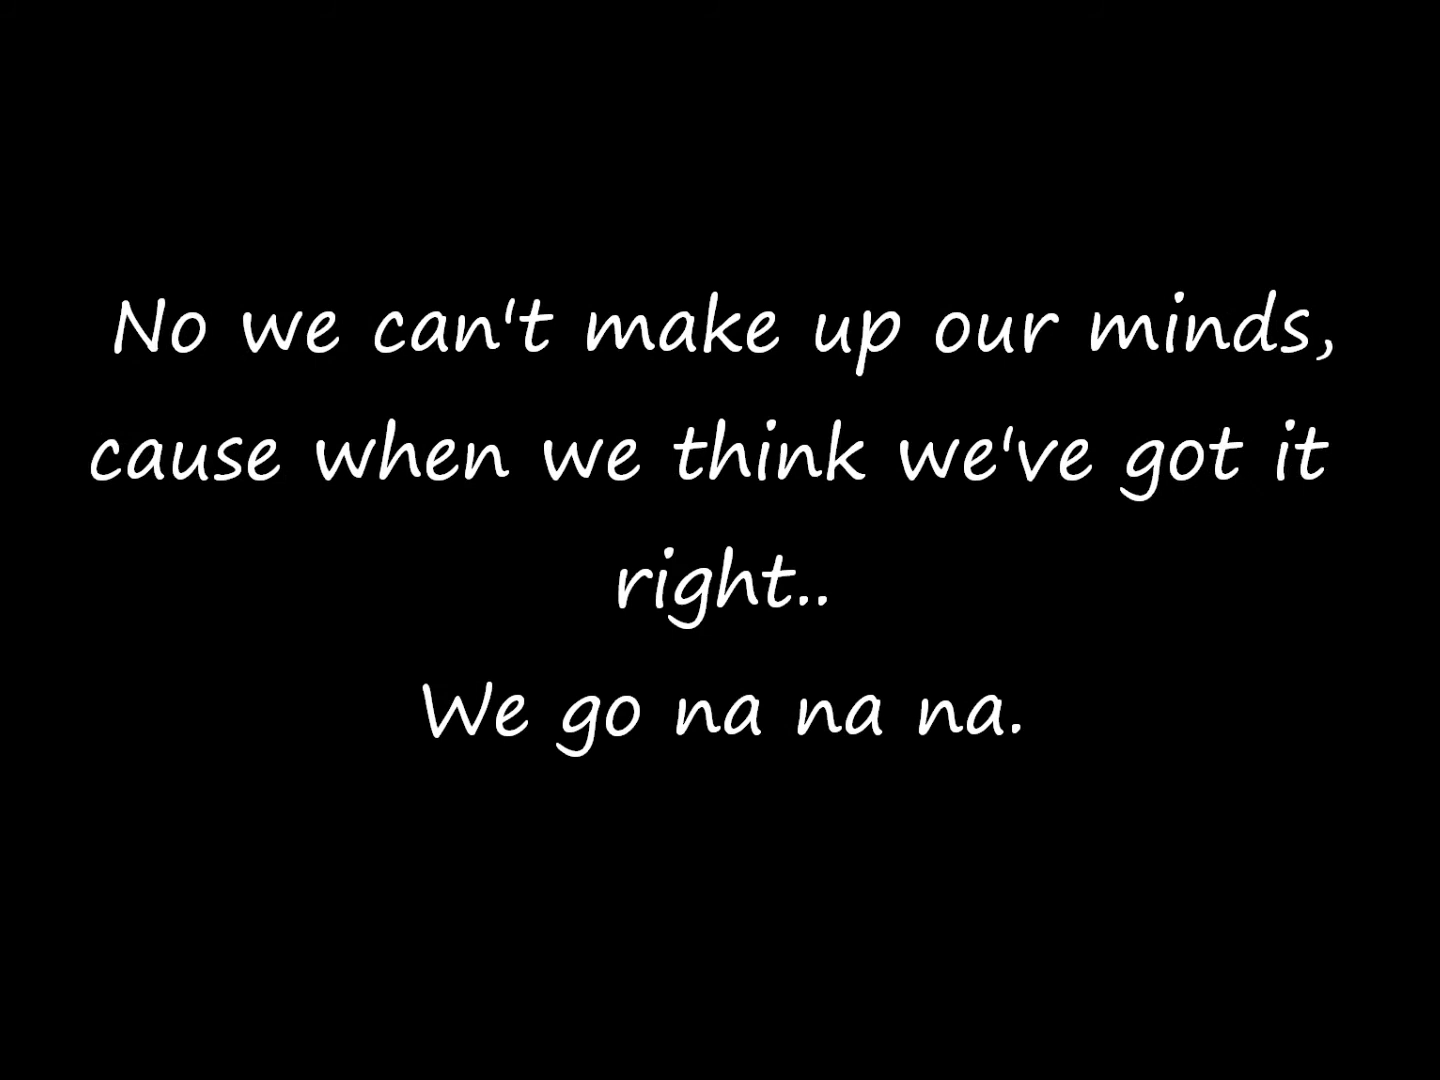 No we can't make up our minds,
cause when we think we've got it
right..
We go na na na.